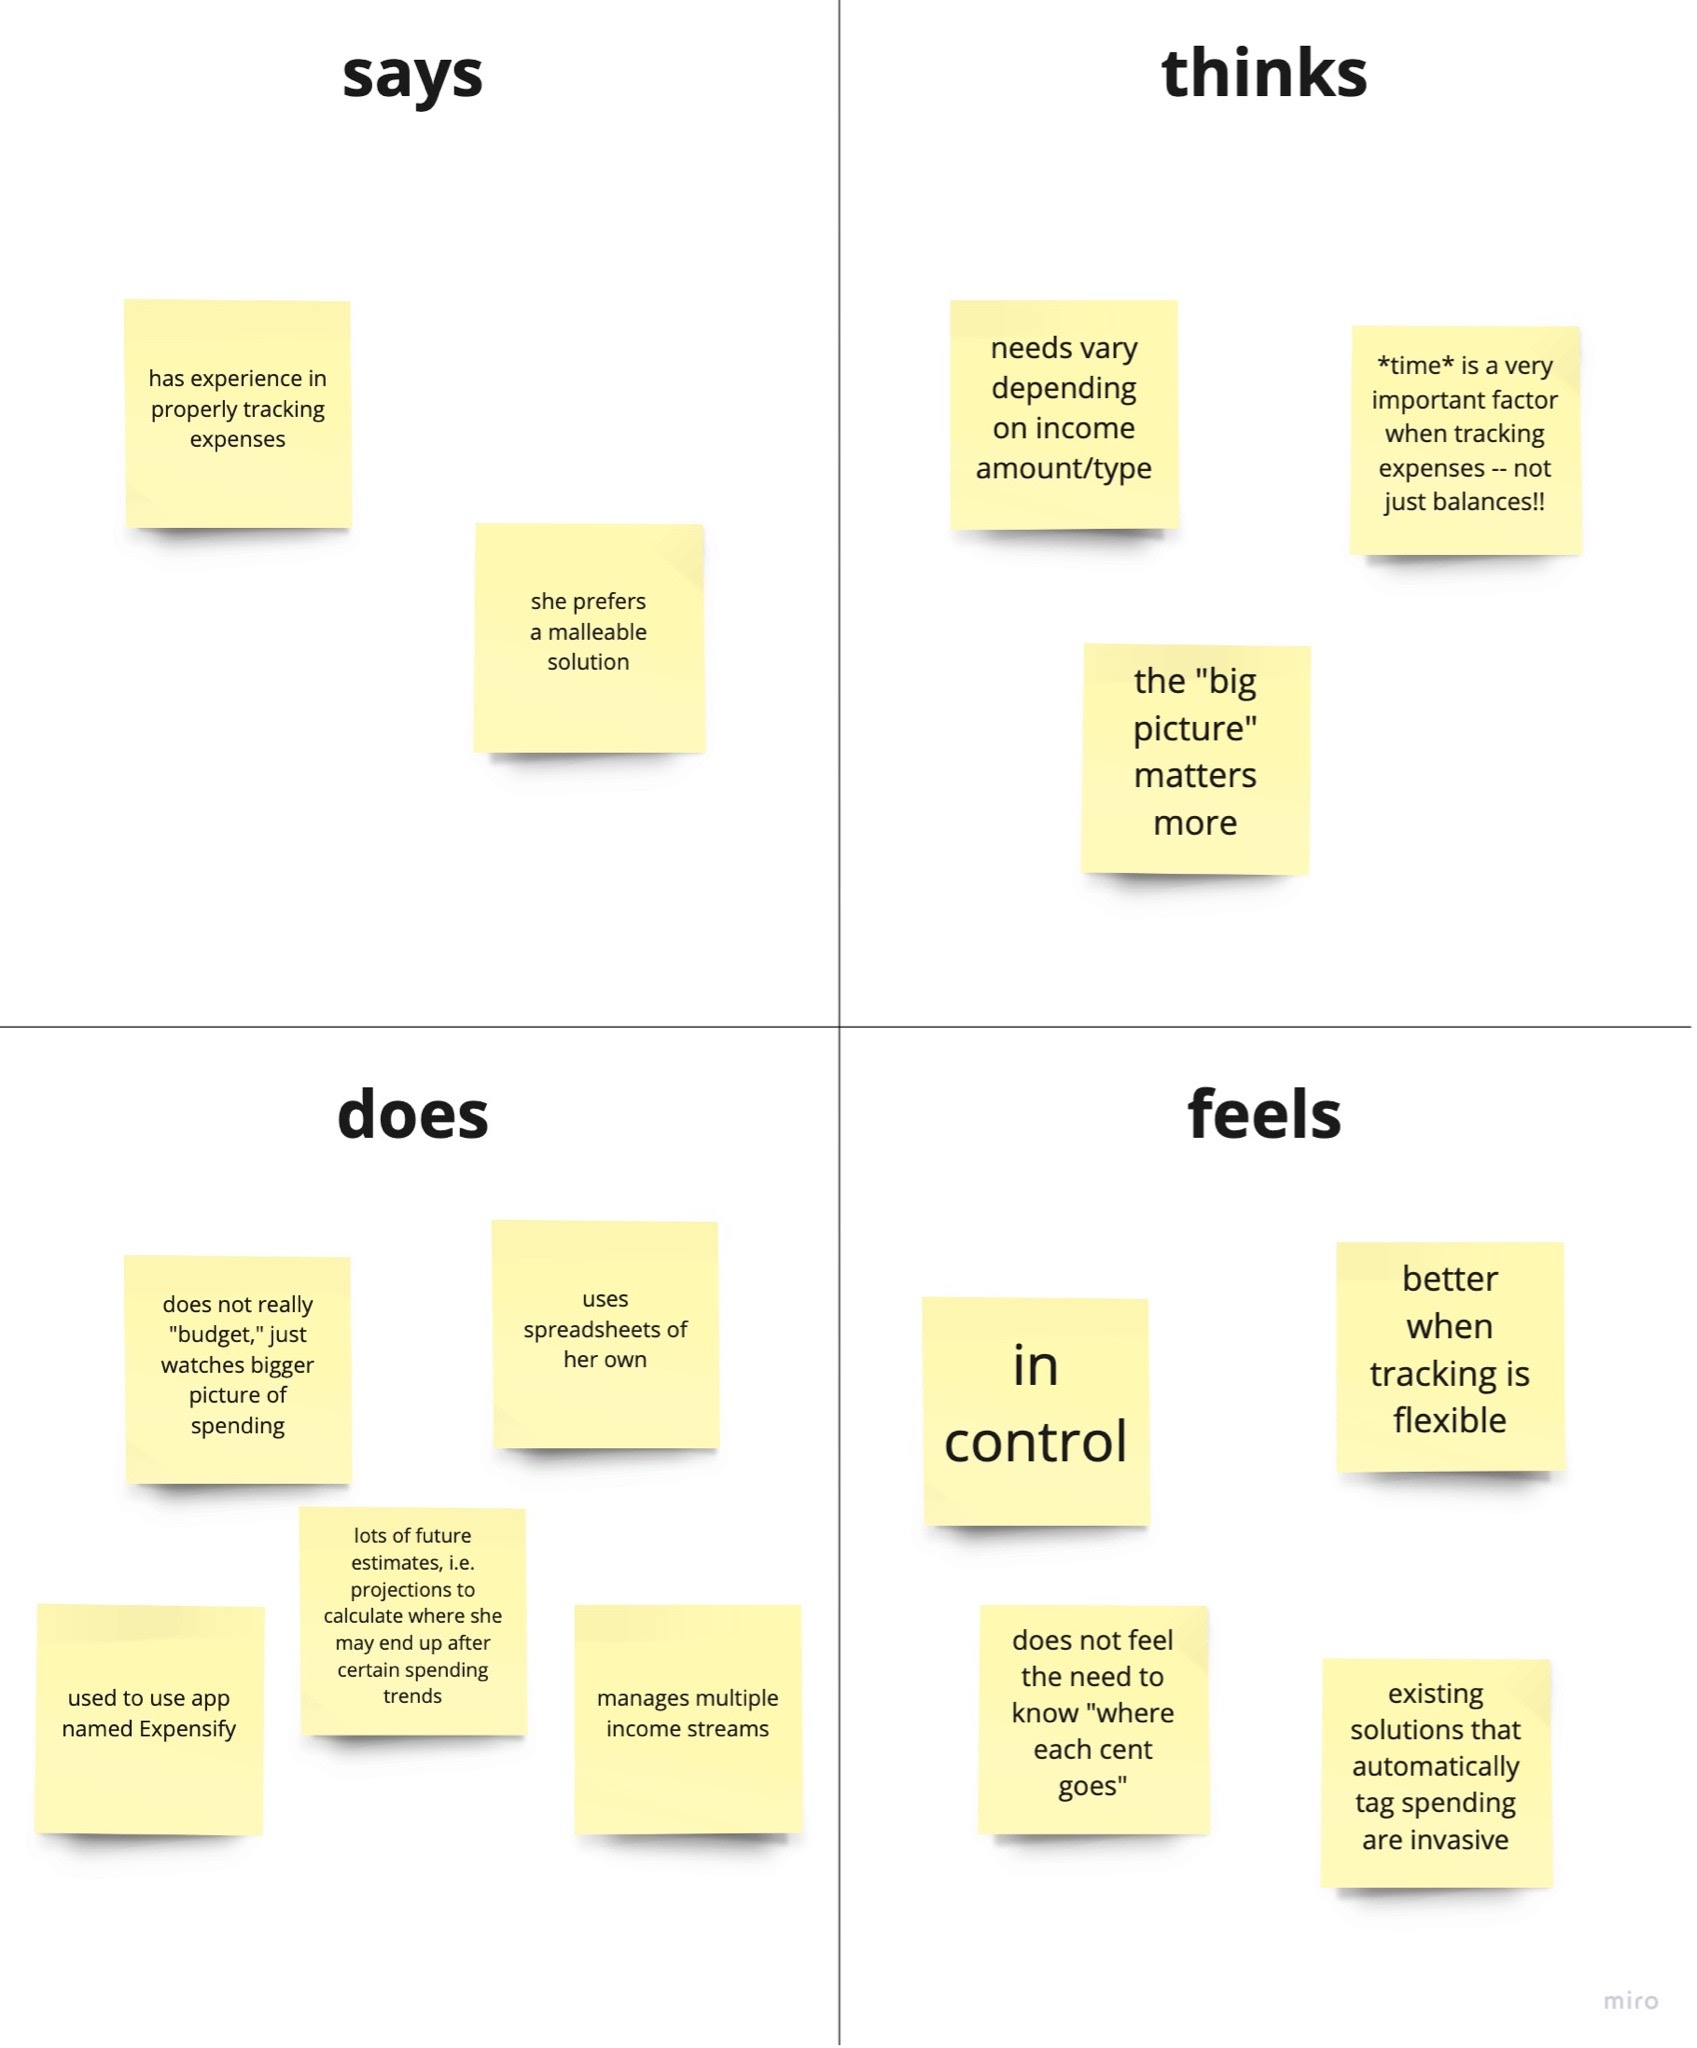 says
has experience in
properly tracking
expenses
she prefers
a malleable
solution
thinks
needs vary
depending
on income
amount/type
*time* is a very
important factor
when tracking
expenses -- not
just balances!!
the "big
picture"
matters
more
does
does not really
"budget," just
watches bigger
picture of
spending
uses
spreadsheets of
her own
lots of future
estimates, i.e.
projections to
calculate where she
may end up after
certain spending
trends
used to use app
named Expensify
manages multiple
income streams
feels
in
control
better
when
tracking is
flexible
does not feel
the need to
know "where
each cent
goes"
existing
solutions that
automatically
tag spending
are invasive
miro